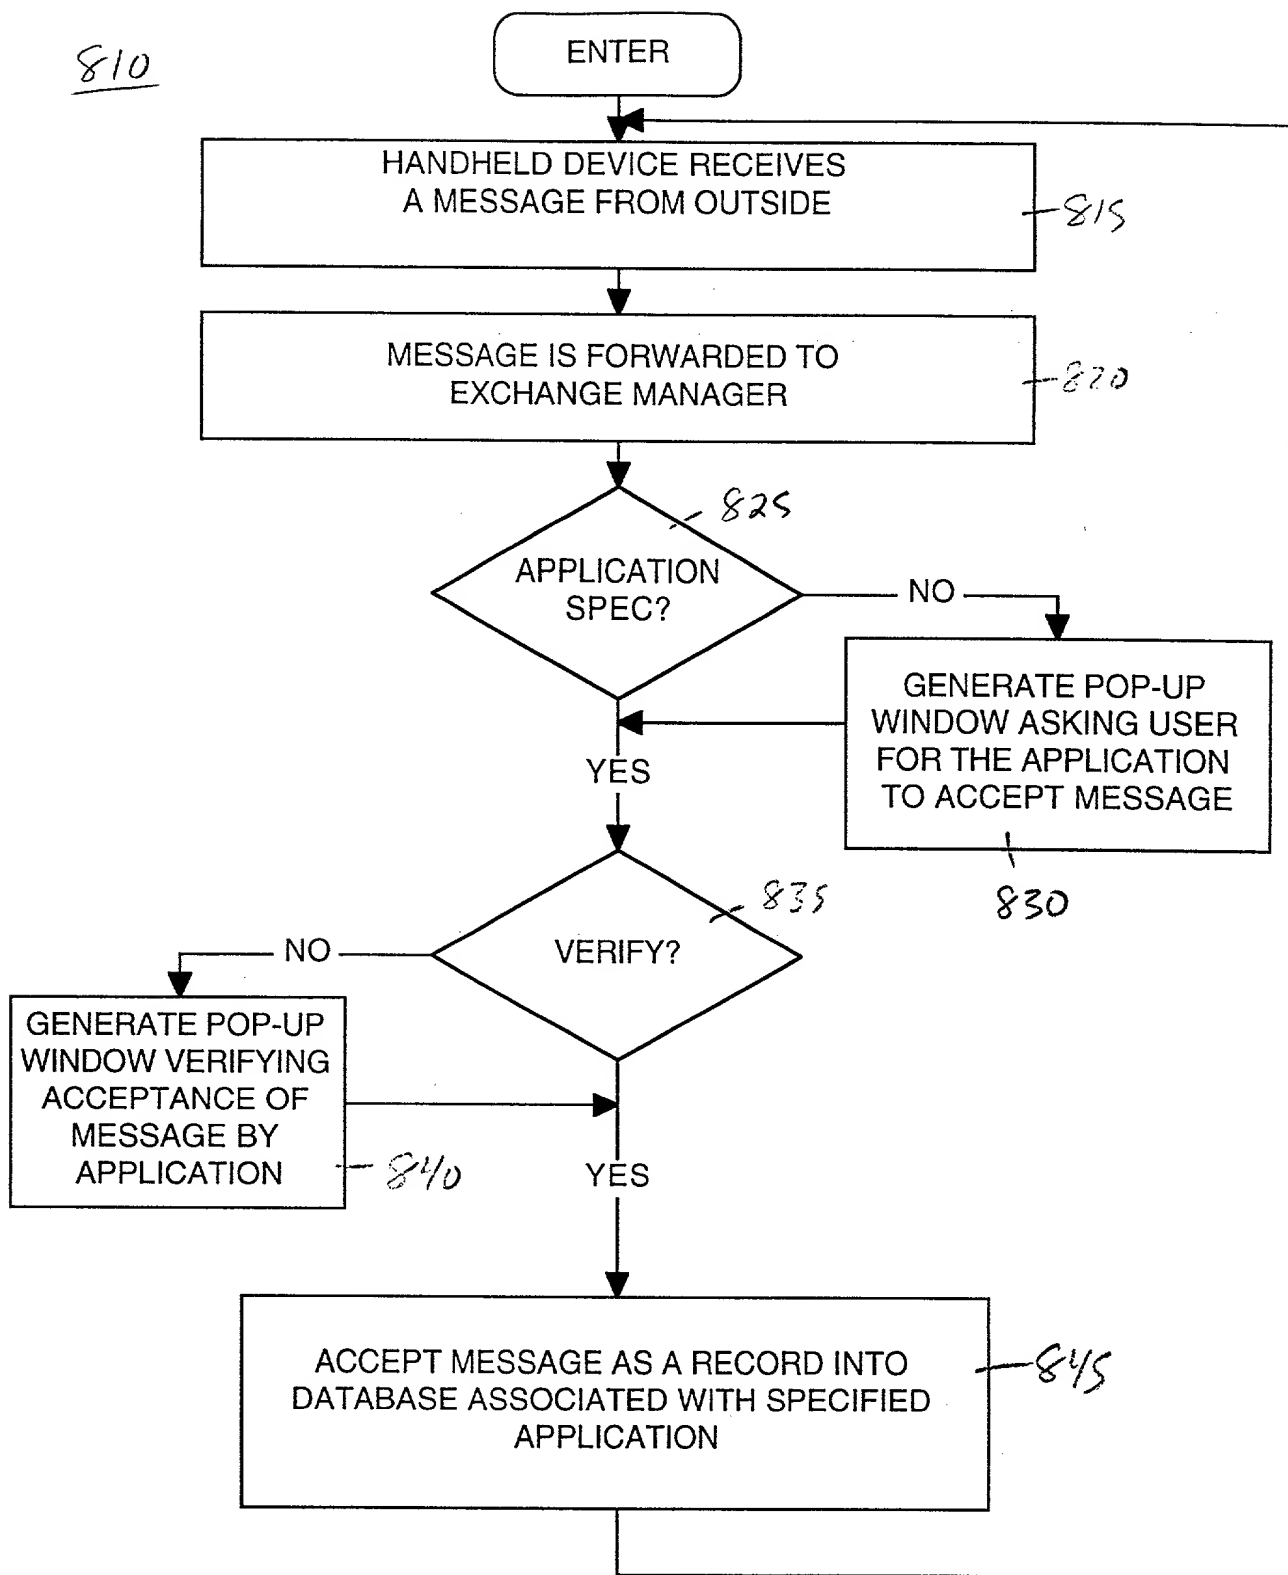 810
ENTER
HANDHELD DEVICE RECEIVES
A MESSAGE FROM OUTSIDE
815
MESSAGE IS FORWARDED TO
EXCHANGE MANAGER
820
825
APPLICATION
SPEC?
NO
GENERATE POP-UP
WINDOW ASKING USER
FOR THE APPLICATION
TO ACCEPT MESSAGE
830
YES
835
VERIFY?
NO
GENERATE POP-UP
WINDOW VERIFYING
ACCEPTANCE OF
MESSAGE BY
APPLICATION
840
YES
ACCEPT MESSAGE AS A RECORD INTO
DATABASE ASSOCIATED WITH SPECIFIED
APPLICATION
845